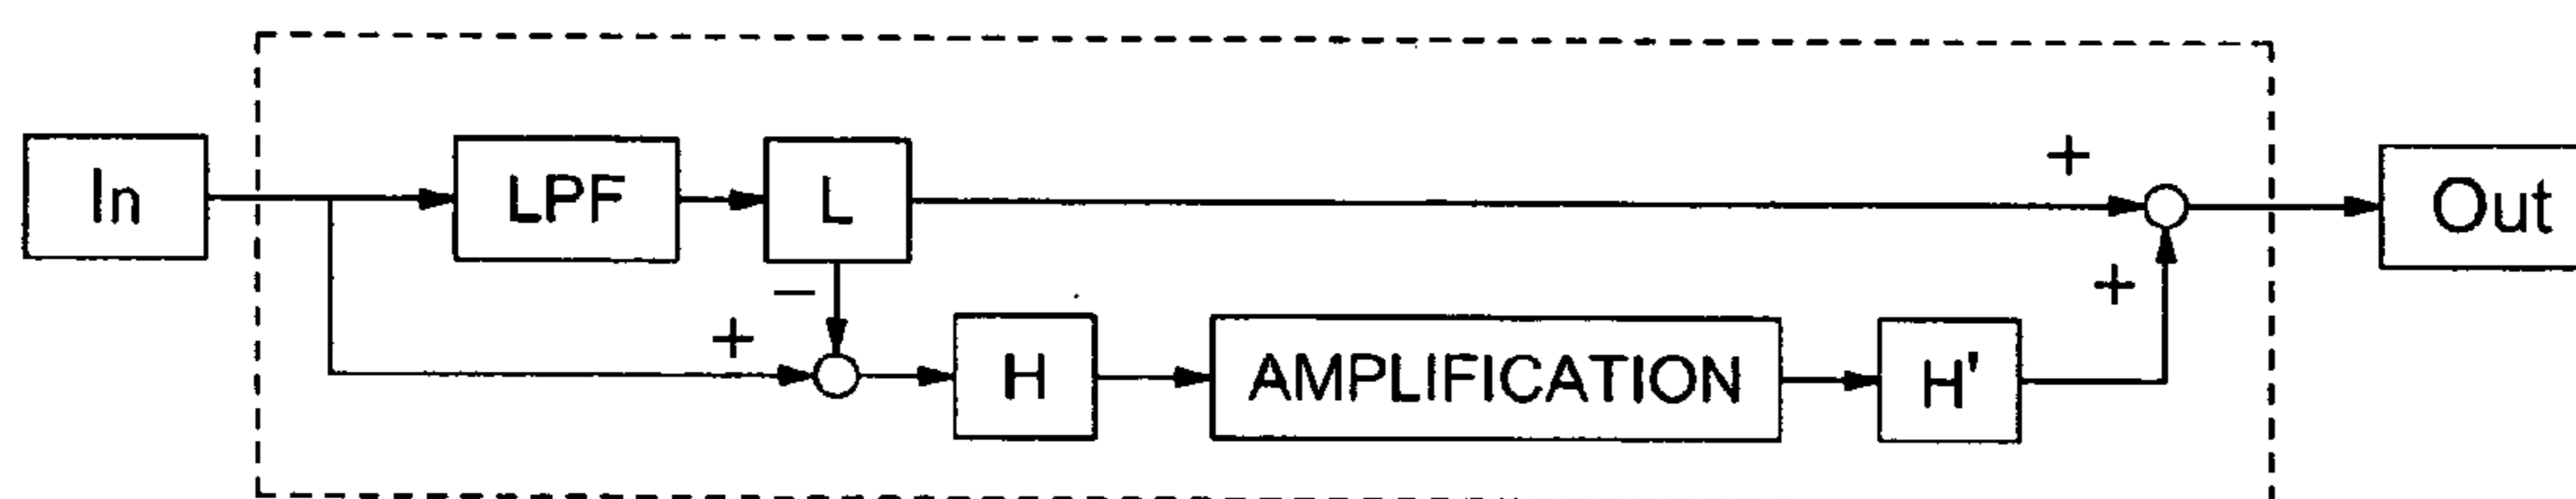 In
LPF
L
+
Out
−
+
+
H
AMPLIFICATION
H'